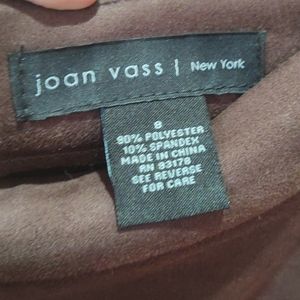 joan vass | New York
8
90% POLYESTER
10% SPANDEX
MADE IN CHINA
RN 93178
SEE REVERSE
FOR CARE